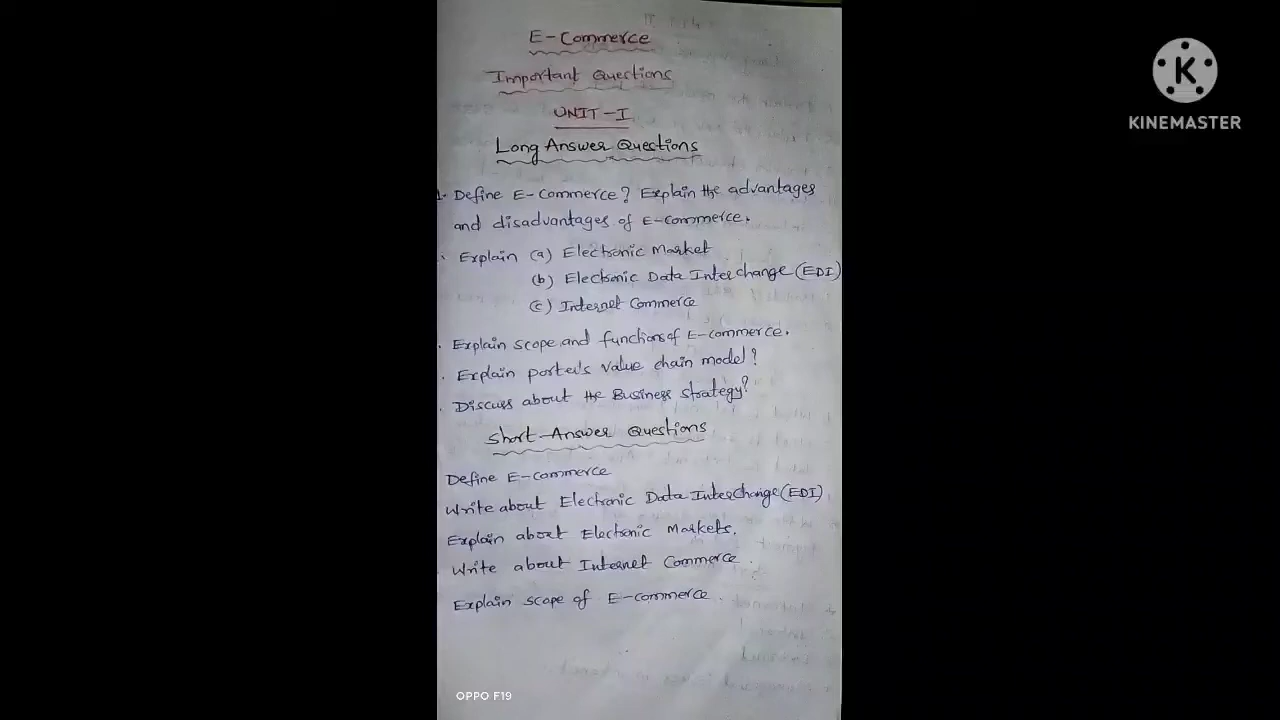 E-Commerce
Important Questions
UNIT-I
Long Answer Questions
1. Define E-Commerce? Explain the advantages
and disadvantages of E-commerce.
. Explain (a) Electronic Market
(b) Electronic Data Interchange (EDI)
(c) Internet Commerce
. Explain scope and functions of E-commerce.
. Explain porter's value chain model?
. Discuss about the Business strategy?
Short-Answer Questions
Define E-commerce
Write about Electronic Data Interchange (EDI)
Explain about Electronic Markets.
Write about Internet Commerce.
Explain scope of E-commerce.
OPPO F19
K
KINEMASTER